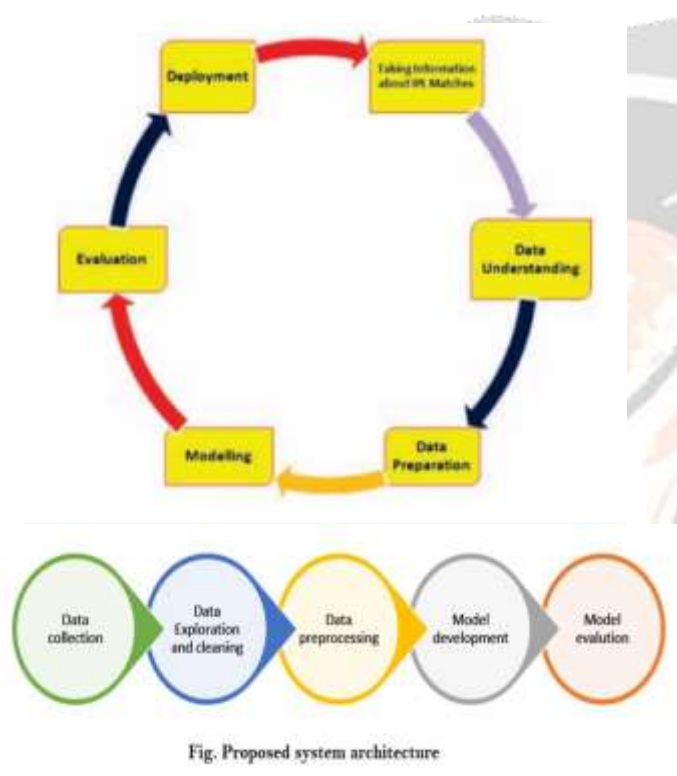 Deployment
Taking Information
about IPL Matches
Data
Understanding
Data
Preparation
Modelling
Evaluation
Data
collection
Data
Exploration
and cleaning
Data
preprocessing
Model
development
Model
evalution
Fig. Proposed system architecture